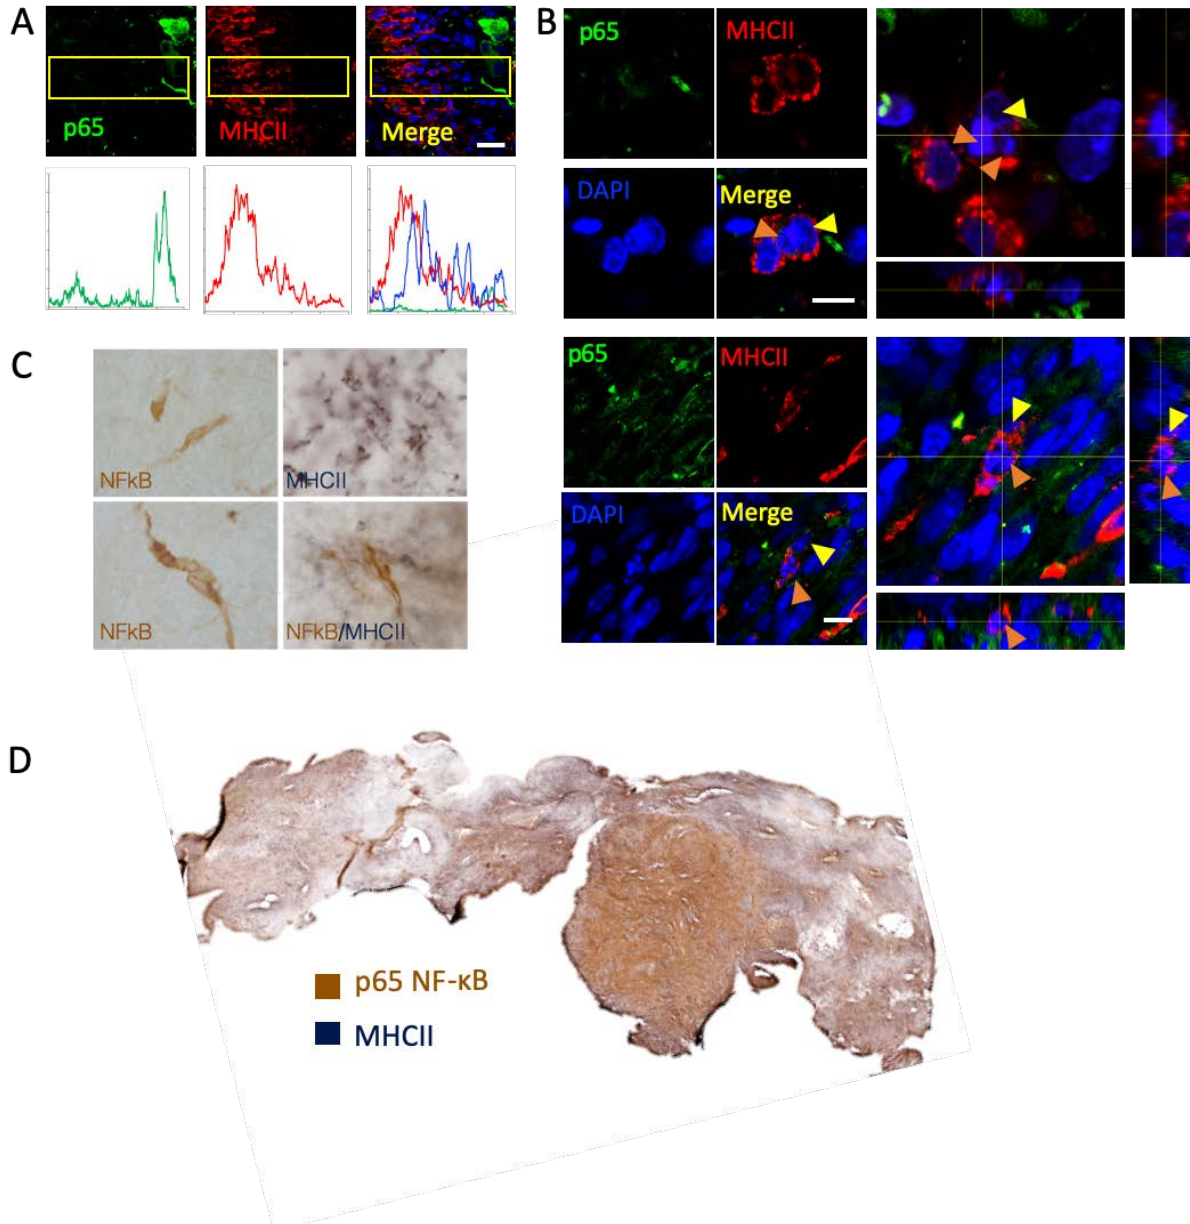 A
p65
MHCII
Merge
B
p65
MHCII
DAPI
Merge
p65
MHCII
DAPI
Merge
C
NFkB
MHCII
NFkB
NFkB/MHCII
D
p65 NF-κB
MHCII